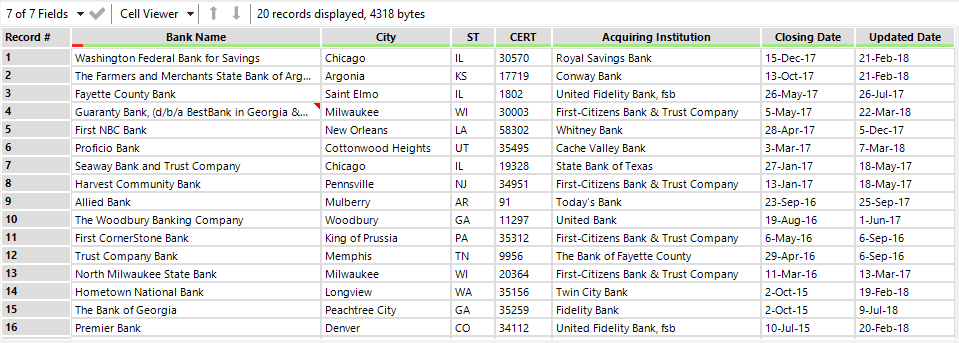 7 of 7 Fields Cell Viewer 20 records displayed, 4318 bytes
Record # Bank Name City ST CERT Acquiring Institution Closing Date Updated Date
1 Washington Federal Bank for Savings Chicago IL 30570 Royal Savings Bank 15-Dec-17 21-Feb-18
2 The Farmers and Merchants State Bank of Arg... Argonia KS 17719 Conway Bank 13-Oct-17 21-Feb-18
3 Fayette County Bank Saint Elmo IL 1802 United Fidelity Bank, fsb 26-May-17 26-Jul-17
4 Guaranty Bank, (d/b/a BestBank in Georgia &... Milwaukee WI 30003 First-Citizens Bank & Trust Company 5-May-17 22-Mar-18
5 First NBC Bank New Orleans LA 58302 Whitney Bank 28-Apr-17 5-Dec-17
6 Proficio Bank Cottonwood Heights UT 35495 Cache Valley Bank 3-Mar-17 7-Mar-18
7 Seaway Bank and Trust Company Chicago IL 19328 State Bank of Texas 27-Jan-17 18-May-17
8 Harvest Community Bank Pennsville NJ 34951 First-Citizens Bank & Trust Company 13-Jan-17 18-May-17
9 Allied Bank Mulberry AR 91 Today's Bank 23-Sep-16 25-Sep-17
10 The Woodbury Banking Company Woodbury GA 11297 United Bank 19-Aug-16 1-Jun-17
11 First CornerStone Bank King of Prussia PA 35312 First-Citizens Bank & Trust Company 6-May-16 6-Sep-16
12 Trust Company Bank Memphis TN 9956 The Bank of Fayette County 29-Apr-16 6-Sep-16
13 North Milwaukee State Bank Milwaukee WI 20364 First-Citizens Bank & Trust Company 11-Mar-16 13-Mar-17
14 Hometown National Bank Longview WA 35156 Twin City Bank 2-Oct-15 19-Feb-18
15 The Bank of Georgia Peachtree City GA 35259 Fidelity Bank 2-Oct-15 9-Jul-18
16 Premier Bank Denver CO 34112 United Fidelity Bank, fsb 10-Jul-15 20-Feb-18